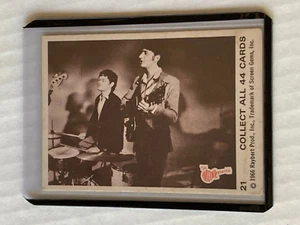 21 COLLECT ALL 44 CARDS
© 1966 Raybert Prod., Inc., Trademark of Screen Gems, Inc.